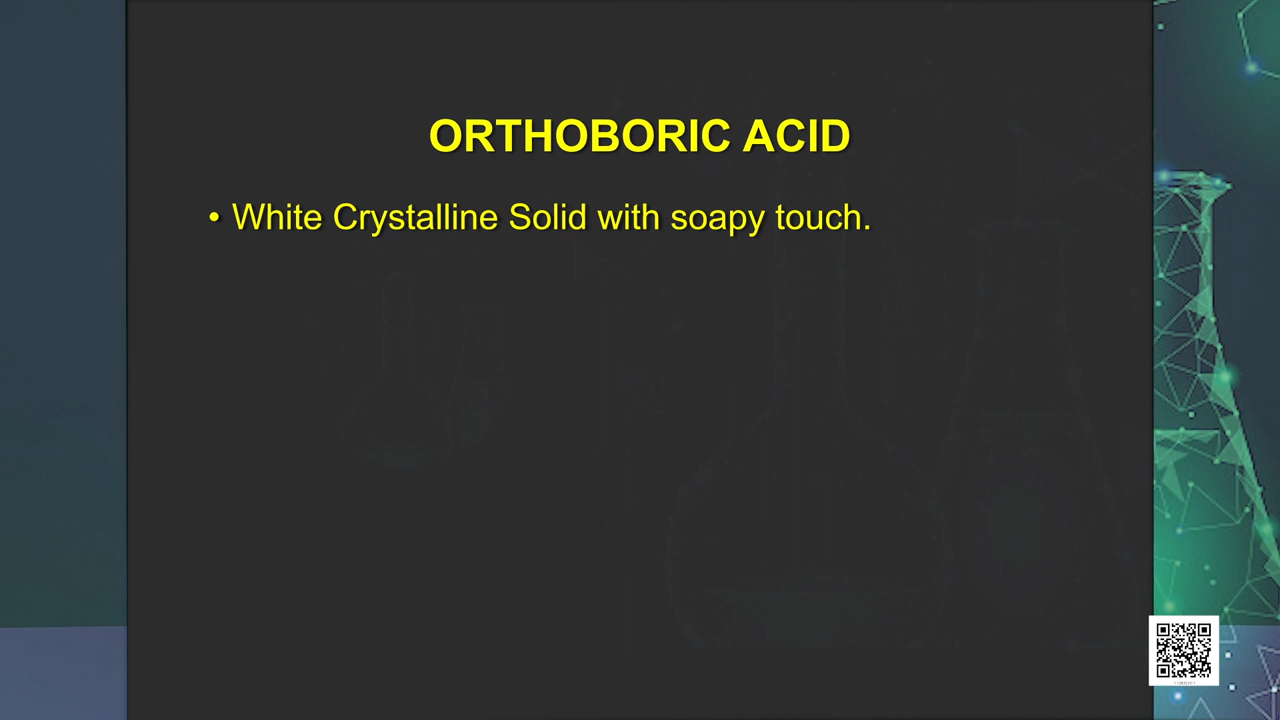 ORTHOBORIC ACID
• White Crystalline Solid with soapy touch.